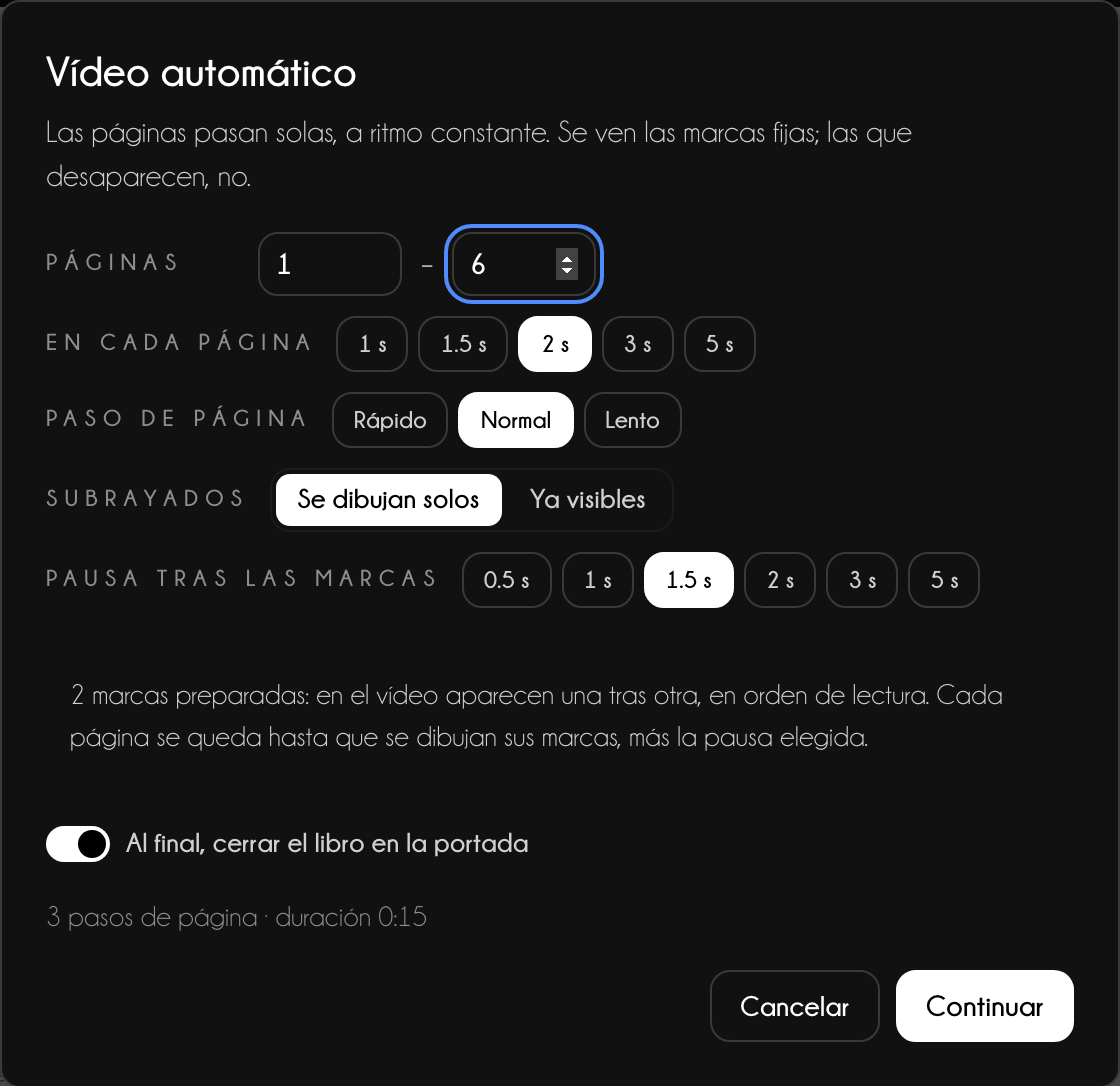 Vídeo automático
Las páginas pasan solas, a ritmo constante. Se ven las marcas fijas; las que
desaparecen, no.
PÁGINAS 1 – 6
EN CADA PÁGINA 1 s 1.5 s 2 s 3 s 5 s
PASO DE PÁGINA Rápido Normal Lento
SUBRAYADOS Se dibujan solos Ya visibles
PAUSA TRAS LAS MARCAS 0.5 s 1 s 1.5 s 2 s 3 s 5 s
2 marcas preparadas: en el vídeo aparecen una tras otra, en orden de lectura. Cada
página se queda hasta que se dibujan sus marcas, más la pausa elegida.
Al final, cerrar el libro en la portada
3 pasos de página · duración 0:15
Cancelar Continuar